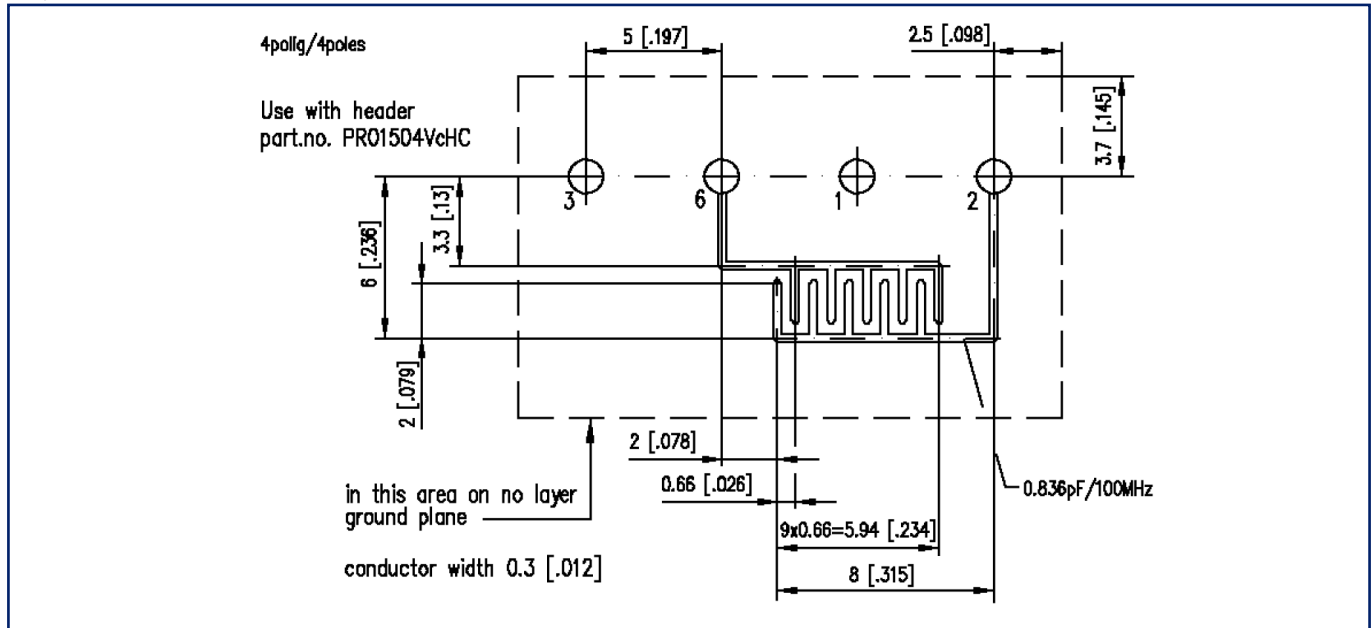 4polig/4poles
5 [.197]
2.5 [.098]
Use with header
part.no. PR01504VcHC
3.7 [.145]
3
6
1
2
3.3 [.13]
6 [.236]
2 [.079]
2 [.078]
0.66 [.026]
0.836pF/100MHz
in this area on no layer
ground plane
9x0.66=5.94 [.234]
conductor width 0.3 [.012]
8 [.315]